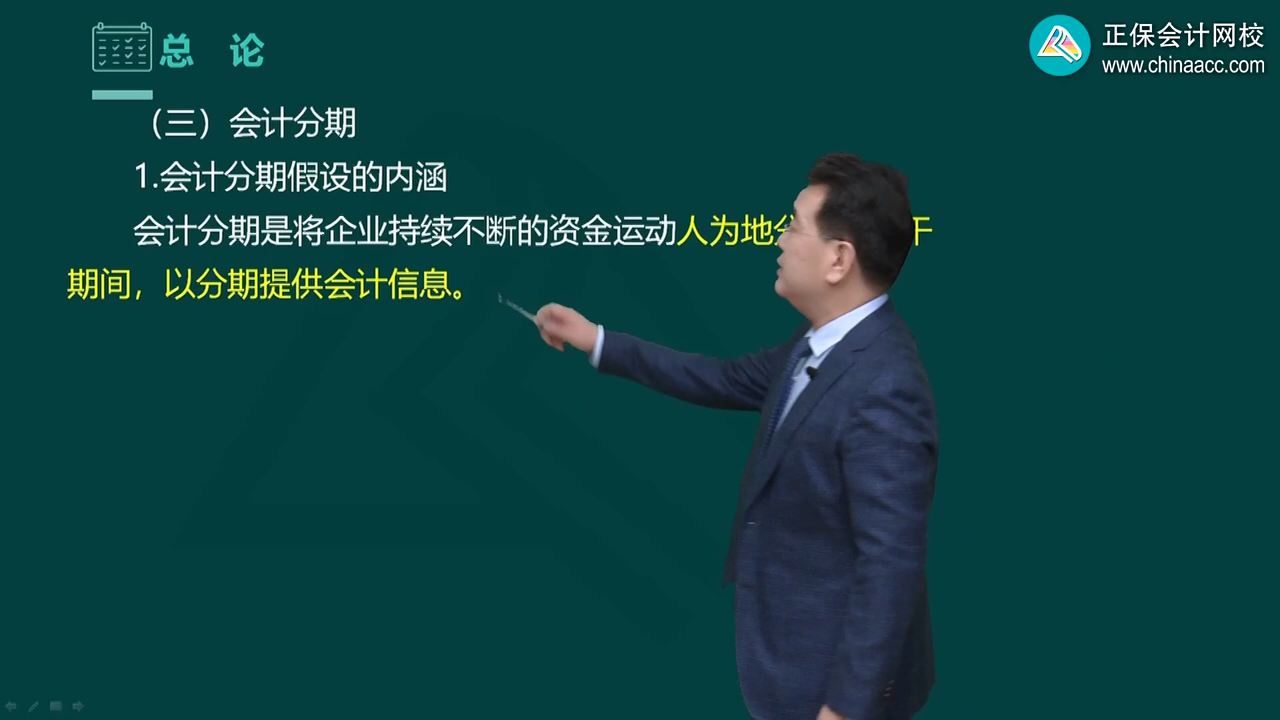 总 论
正保会计网校
www.chinaacc.com
（三）会计分期
1.会计分期假设的内涵
会计分期是将企业持续不断的资金运动人为地
期间，以分期提供会计信息。